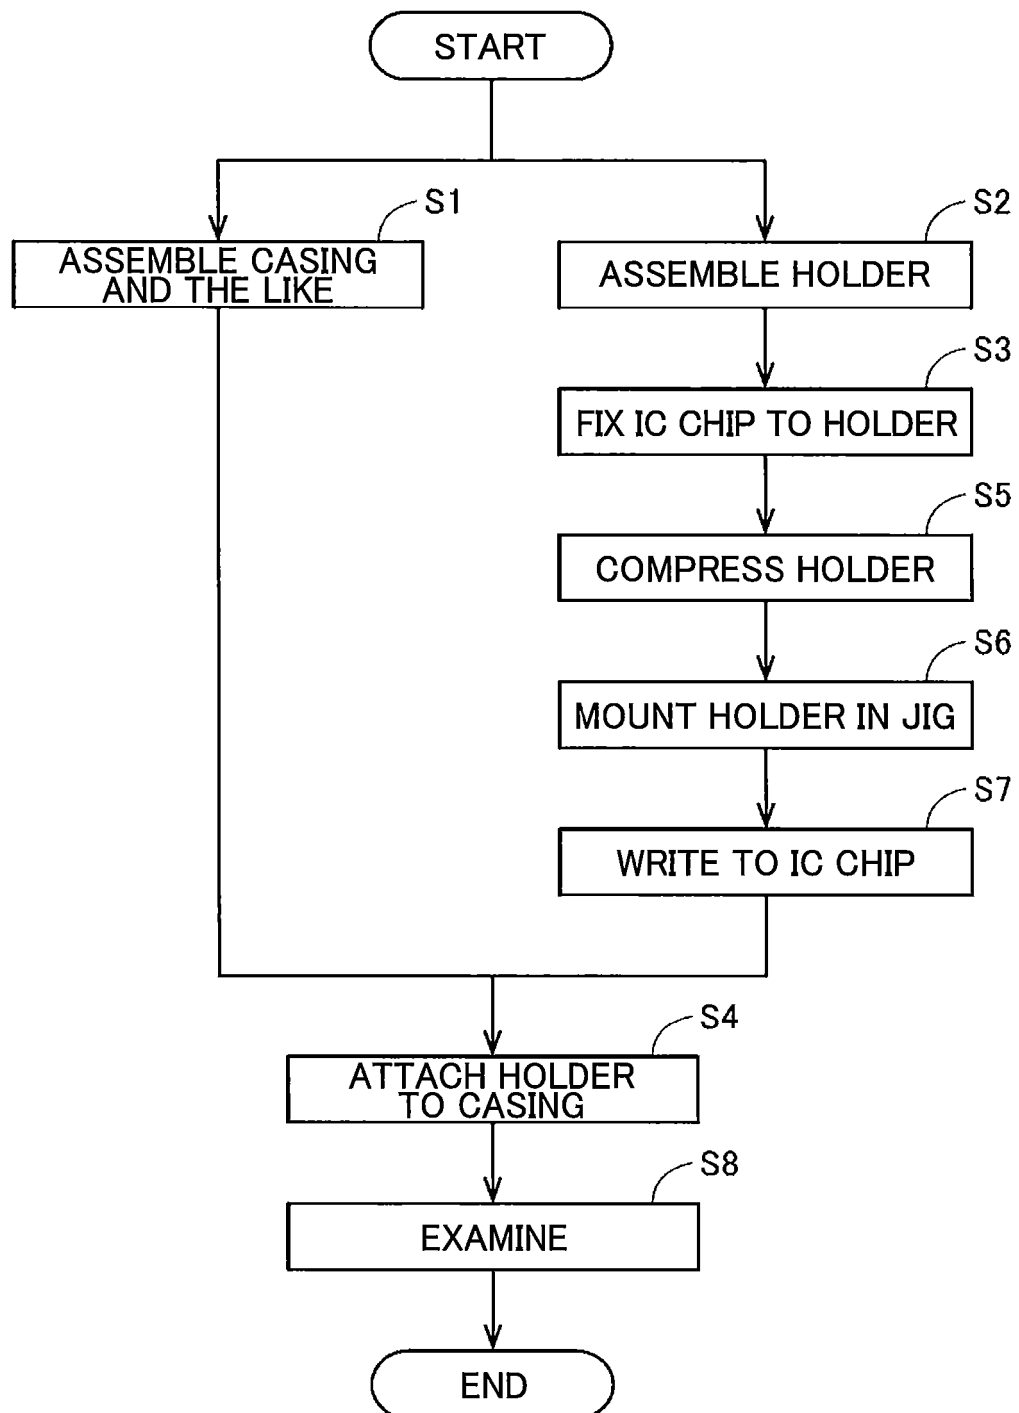 START
S1
ASSEMBLE CASING
AND THE LIKE
S2
ASSEMBLE HOLDER
S3
FIX IC CHIP TO HOLDER
S5
COMPRESS HOLDER
S6
MOUNT HOLDER IN JIG
S7
WRITE TO IC CHIP
S4
ATTACH HOLDER
TO CASING
S8
EXAMINE
END